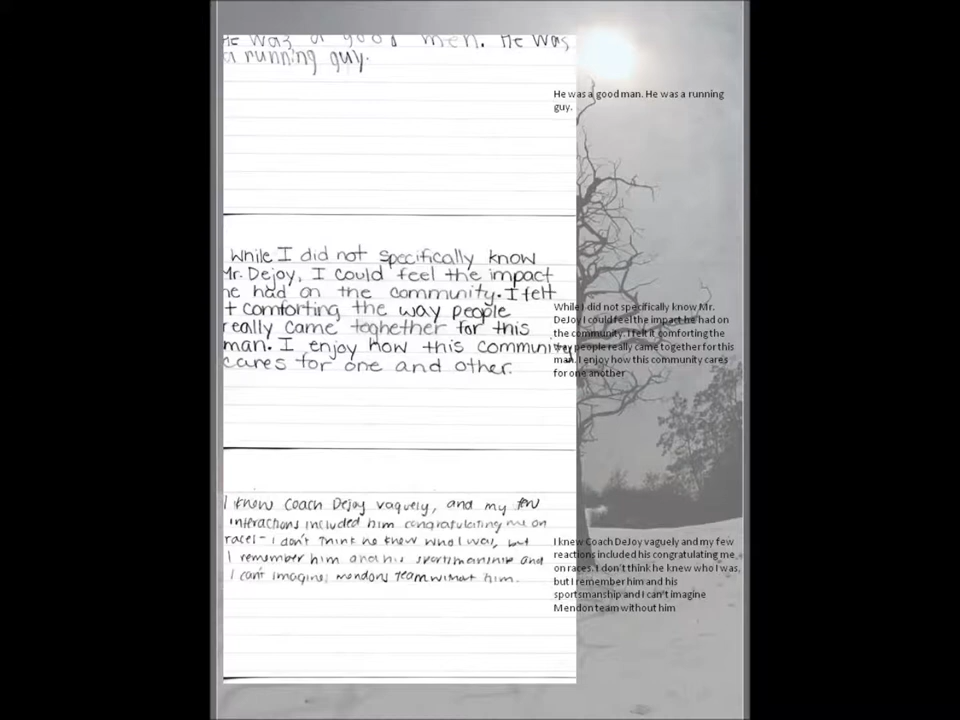 He was a good men. He was
a running guy.
He was a good man. He was a running
guy.
While I did not specifically know
Mr. Dejoy, I could feel the impact
he had on the community. I felt
t comforting the way people
really came teghether for this
man. I enjoy how this community
cares for one and other.
While I did not specifically know Mr.
DeJoy I could feel the impact he had on
the community. I felt it comforting the
way people really came together for this
man. I enjoy how this community cares
for one another
I knew Coach DeJoy vaguely, and my few
interactions included him congratulating me on
races- I don't think he knew who I was, but
I remember him and his sportsmanship and
I can't imagine mendons team without him.
I knew Coach DeJoy vaguely and my few
reactions included his congratulating me
on races. I don't think he knew who I was,
but I remember him and his
sportsmanship and I can't imagine
Mendon team without him